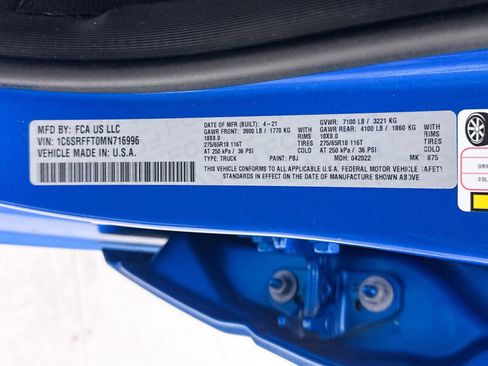 MFD BY: FCA US LLC
VIN: 1C6SRFFT0MN716996
VEHICLE MADE IN U.S.A.
DATE OF MFR (BUILT): 4-21
GAWR FRONT: 3900 LB / 1770 KG WITH
18X8.0 RIMS
275/65R18 116T TIRES
AT 250 kPa / 36 PSI COLD
TYPE: TRUCK PAINT: PBJ
GVWR: 7100 LB / 3221 KG
GAWR REAR: 4100 LB / 1860 KG WITH
18X8.0 RIMS
275/65R18 116T TIRES
AT 250 kPa / 36 PSI COLD
MDH: 042022 MK: 875
THIS VEHICLE CONFORMS TO ALL APPLICABLE U.S.A. FEDERAL MOTOR VEHICLE SAFETY
STANDARDS IN EFFECT ON THE DATE OF MANUFACTURE SHOWN ABOVE.